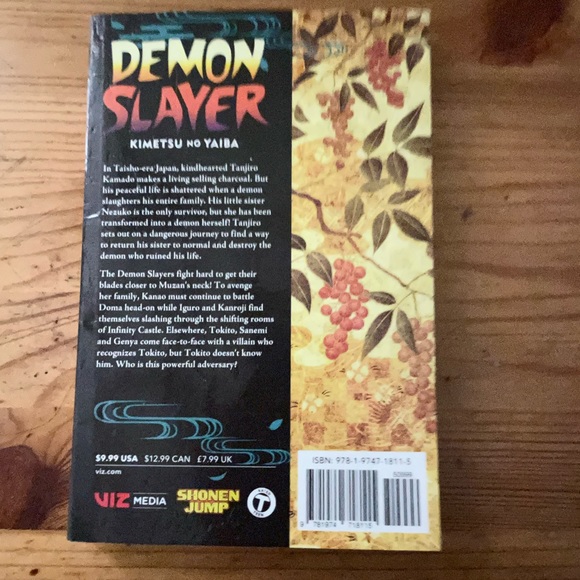 DEMON
SLAYER
KIMETSU NO YAIBA
In Taisho-era Japan, kindhearted Tanjiro
Kamado makes a living selling charcoal. But
his peaceful life is shattered when a demon
slaughters his entire family. His little sister
Nezuko is the only survivor, but she has been
transformed into a demon herself! Tanjiro
sets out on a dangerous journey to find a way
to return his sister to normal and destroy the
demon who ruined his life.
The Demon Slayers fight hard to get their
blades closer to Muzan's neck! To avenge
her family, Kanao must continue to battle
Doma head-on while Iguro and Kanroji find
themselves slashing through the shifting rooms
of Infinity Castle. Elsewhere, Tokito, Sanemi
and Genya come face-to-face with a villain who
recognizes Tokito, but Tokito doesn't know
him. Who is this powerful adversary?
$9.99 USA $12.99 CAN £7.99 UK
viz.com
VIZ MEDIA
SHONEN
JUMP
T
ISBN: 978-1-9747-1811-5
50999
9 781974 718115